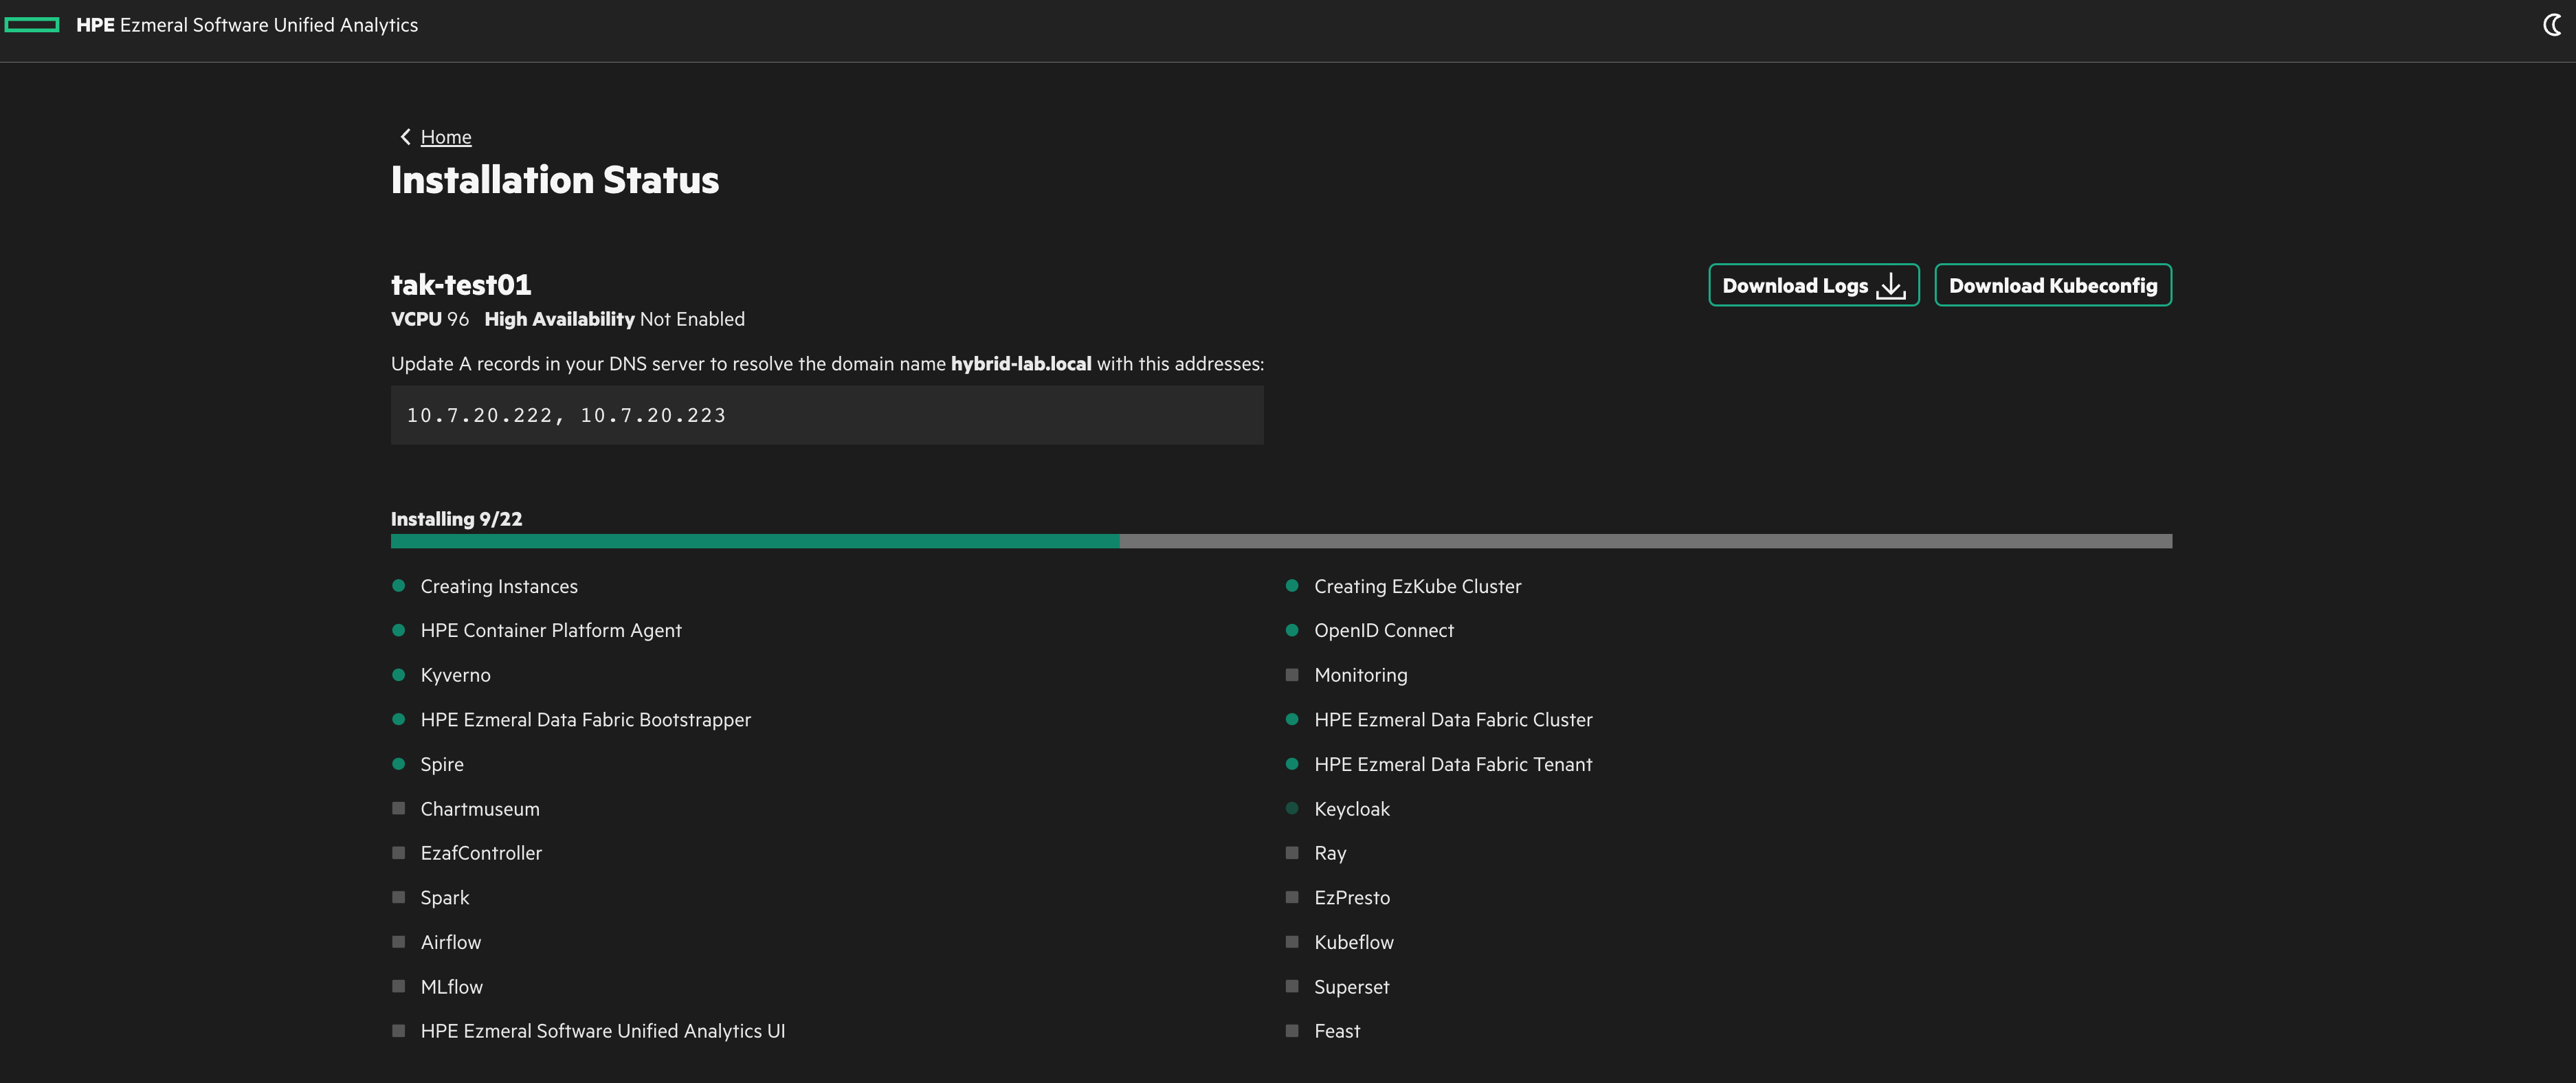 HPE Ezmeral Software Unified Analytics
Home
Installation Status
tak-test01
Download Logs
Download Kubeconfig
VCPU 96 High Availability Not Enabled
Update A records in your DNS server to resolve the domain name hybrid-lab.local with this addresses:
10.7.20.222, 10.7.20.223
Installing 9/22
Creating Instances
Creating EzKube Cluster
HPE Container Platform Agent
OpenID Connect
Kyverno
Monitoring
HPE Ezmeral Data Fabric Bootstrapper
HPE Ezmeral Data Fabric Cluster
Spire
HPE Ezmeral Data Fabric Tenant
Chartmuseum
Keycloak
EzafController
Ray
Spark
EzPresto
Airflow
Kubeflow
MLflow
Superset
HPE Ezmeral Software Unified Analytics UI
Feast